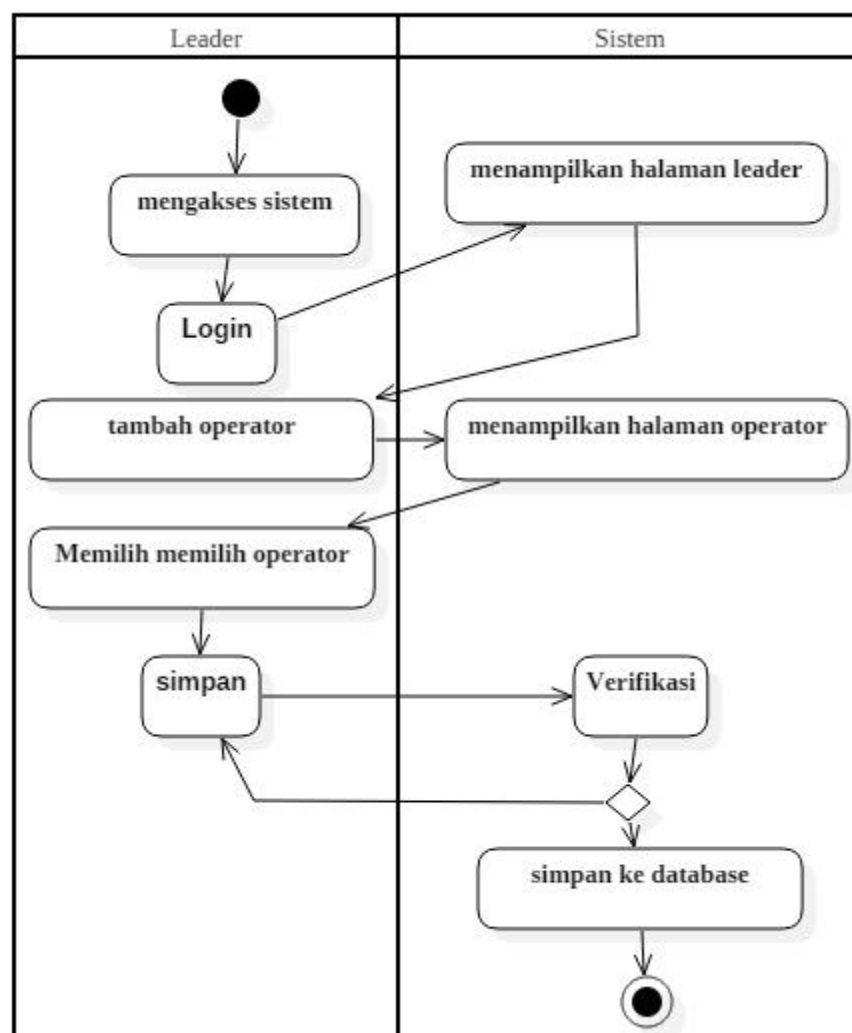 Leader
Sistem
mengakses sistem
menampilkan halaman leader
Login
tambah operator
menampilkan halaman operator
Memilih memilih operator
simpan
Verifikasi
simpan ke database